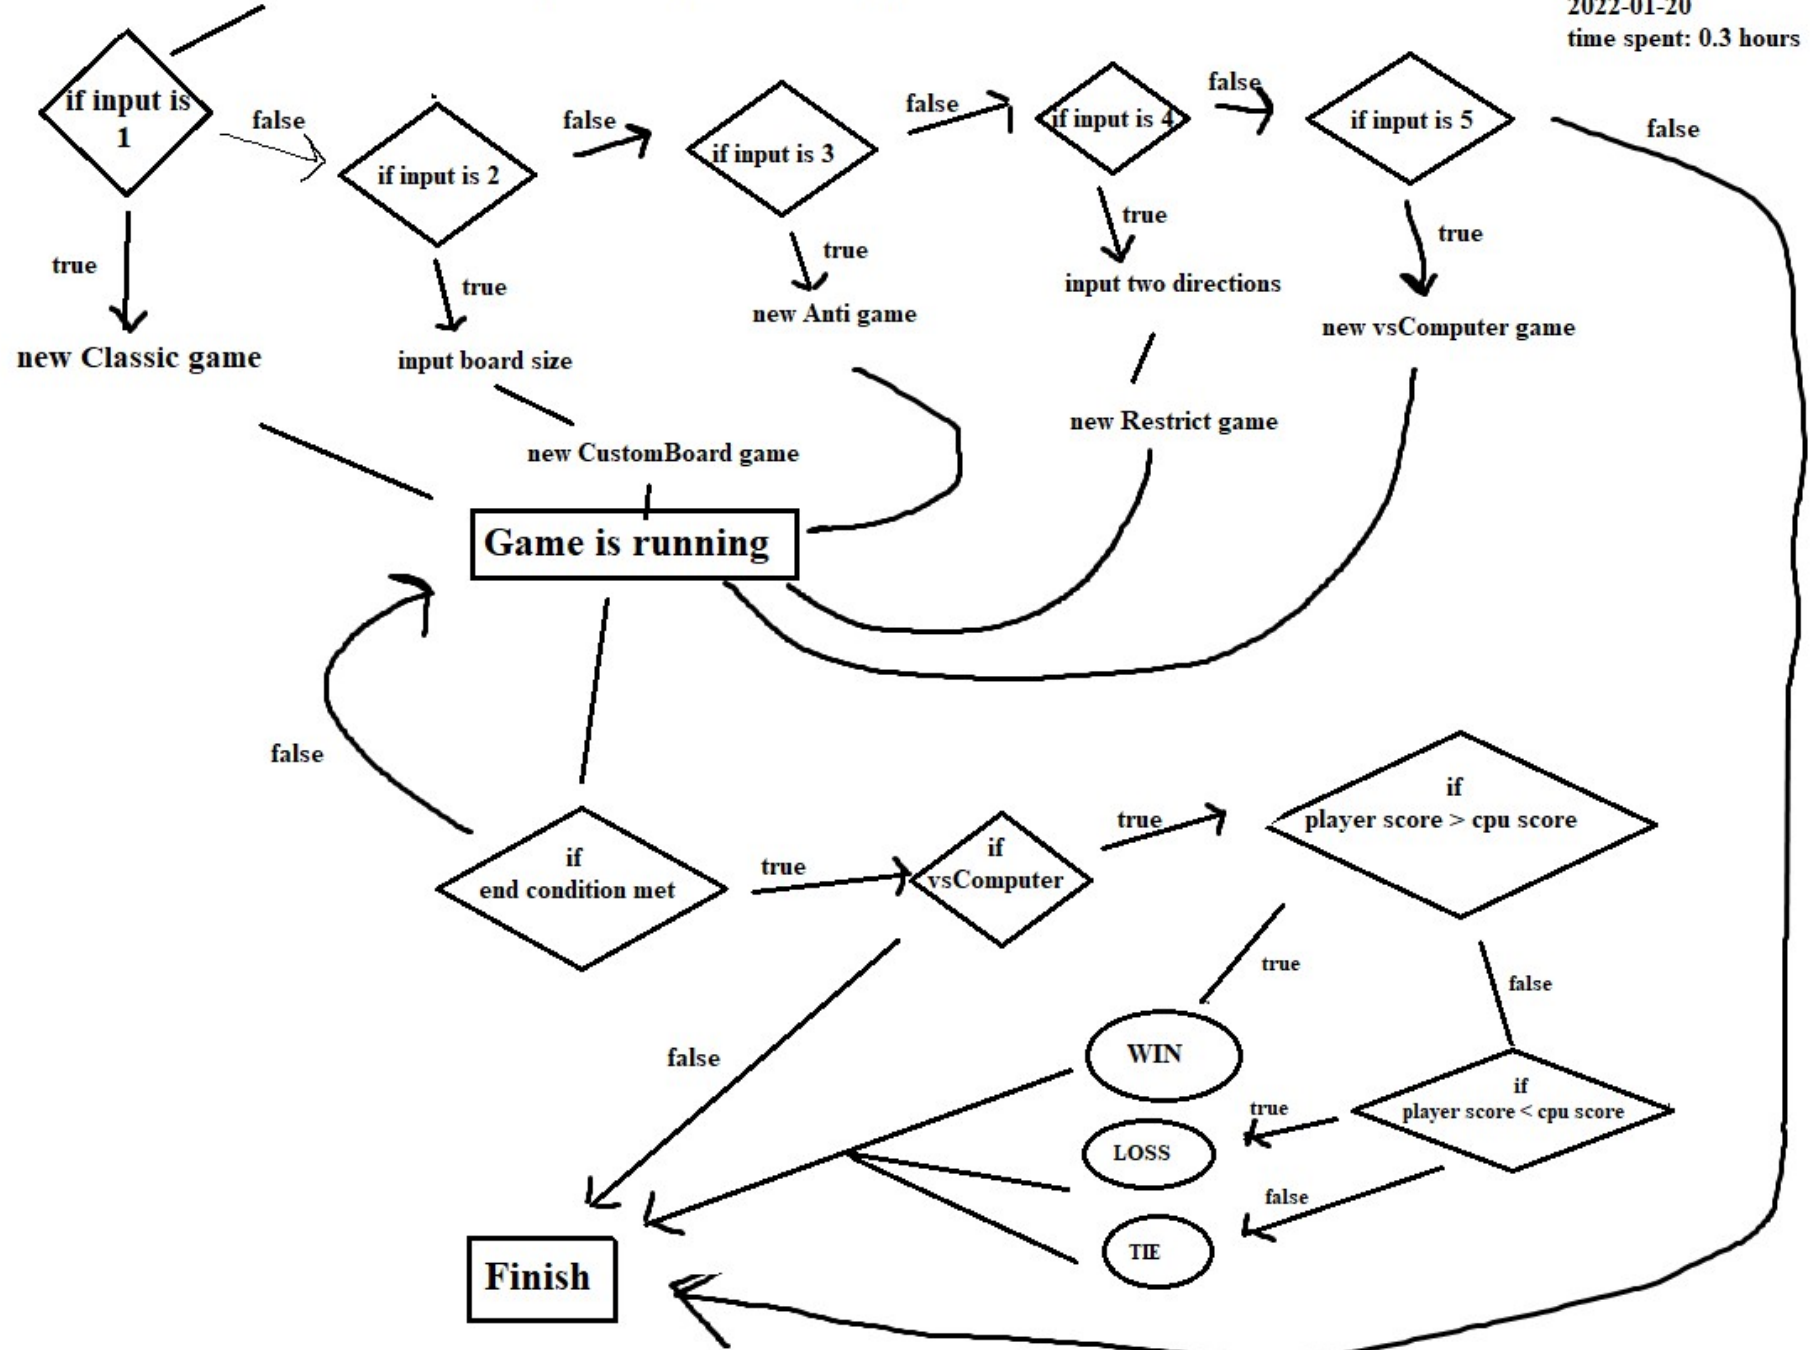 2022-01-20
time spent: 0.3 hours
if input is
1
false
if input is 2
false
if input is 3
false
if input is 4
false
if input is 5
false
true
new Classic game
true
input board size
new CustomBoard game
true
new Anti game
true
input two directions
new Restrict game
true
new vsComputer game
Game is running
false
if
end condition met
true
if
vsComputer
true
if
player score > cpu score
false
true
false
WIN
if
player score < cpu score
true
LOSS
false
TIE
Finish